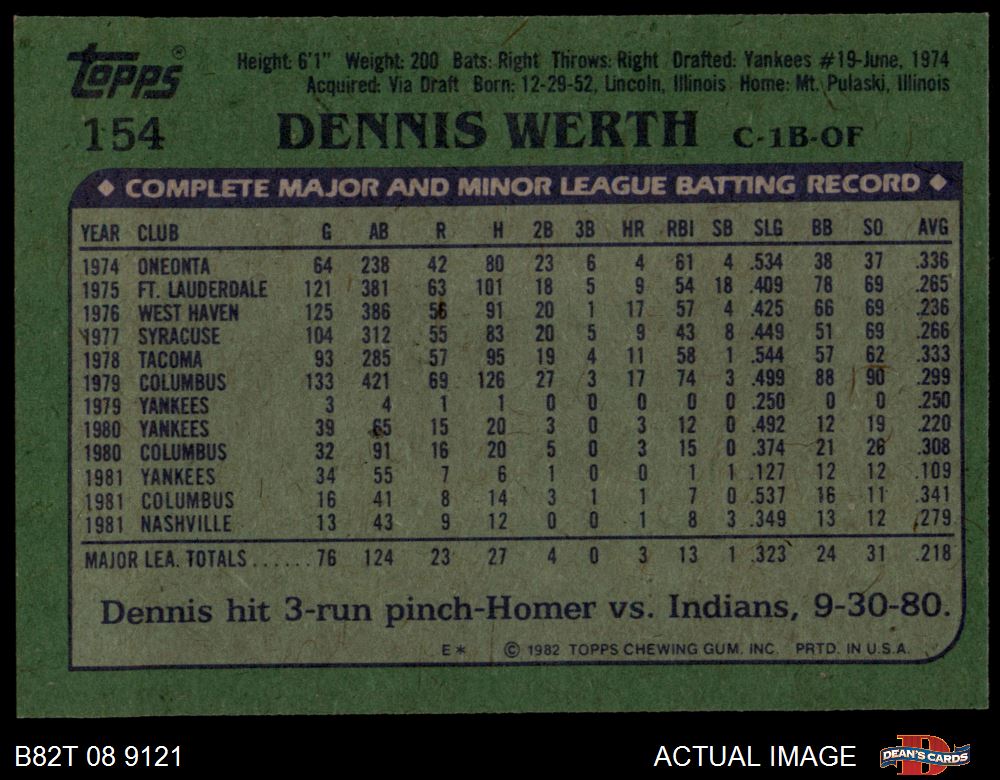 Topps®
Height: 6'1" Weight: 200 Bats: Right Throws: Right Drafted: Yankees #19-June, 1974
Acquired: Via Draft Born: 12-29-52, Lincoln, Illinois Home: Mt. Pulaski, Illinois
154 DENNIS WERTH C-1B-OF
◆ COMPLETE MAJOR AND MINOR LEAGUE BATTING RECORD ◆
YEAR CLUB G AB R H 2B 3B HR RBI SB SLG BB SO AVG
1974 ONEONTA 64 238 42 80 23 6 4 61 4 .534 38 37 .336
1975 FT. LAUDERDALE 121 381 63 101 18 5 9 54 18 .409 78 69 .265
1976 WEST HAVEN 125 386 56 91 20 1 17 57 4 .425 66 69 .236
1977 SYRACUSE 104 312 55 83 20 5 9 43 8 .449 51 69 .266
1978 TACOMA 93 285 57 95 19 4 11 58 1 .544 57 62 .333
1979 COLUMBUS 133 421 69 126 27 3 17 74 3 .499 88 90 .299
1979 YANKEES 3 4 1 1 0 0 0 0 0 .250 0 0 .250
1980 YANKEES 39 65 15 20 3 0 3 12 0 .492 12 19 .220
1980 COLUMBUS 32 91 16 20 5 0 3 15 0 .374 21 26 .308
1981 YANKEES 34 55 7 6 1 0 0 1 1 .127 12 12 .109
1981 COLUMBUS 16 41 8 14 3 1 1 7 0 .537 16 11 .341
1981 NASHVILLE 13 43 9 12 0 0 1 8 3 .349 13 12 .279
MAJOR LEA. TOTALS......76 124 23 27 4 0 3 13 1 .323 24 31 .218
Dennis hit 3-run pinch-Homer vs. Indians, 9-30-80.
E* © 1982 TOPPS CHEWING GUM, INC. PRTD. IN U.S.A.
B82T 08 9121 ACTUAL IMAGE DEAN'S CARDS